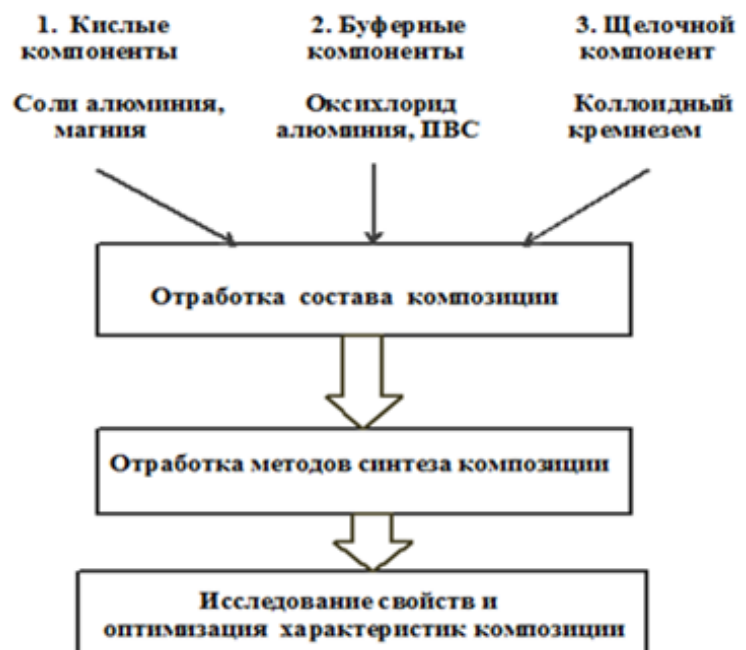 1. Кислые
компоненты
Соли алюминия,
магния
2. Буферные
компоненты
Оксихлорид
алюминия, ПВС
3. Щелочной
компонент
Коллоидный
кремнезем
Отработка состава композиции
Отработка методов синтеза композиции
Исследование свойств и
оптимизация характеристик композиции